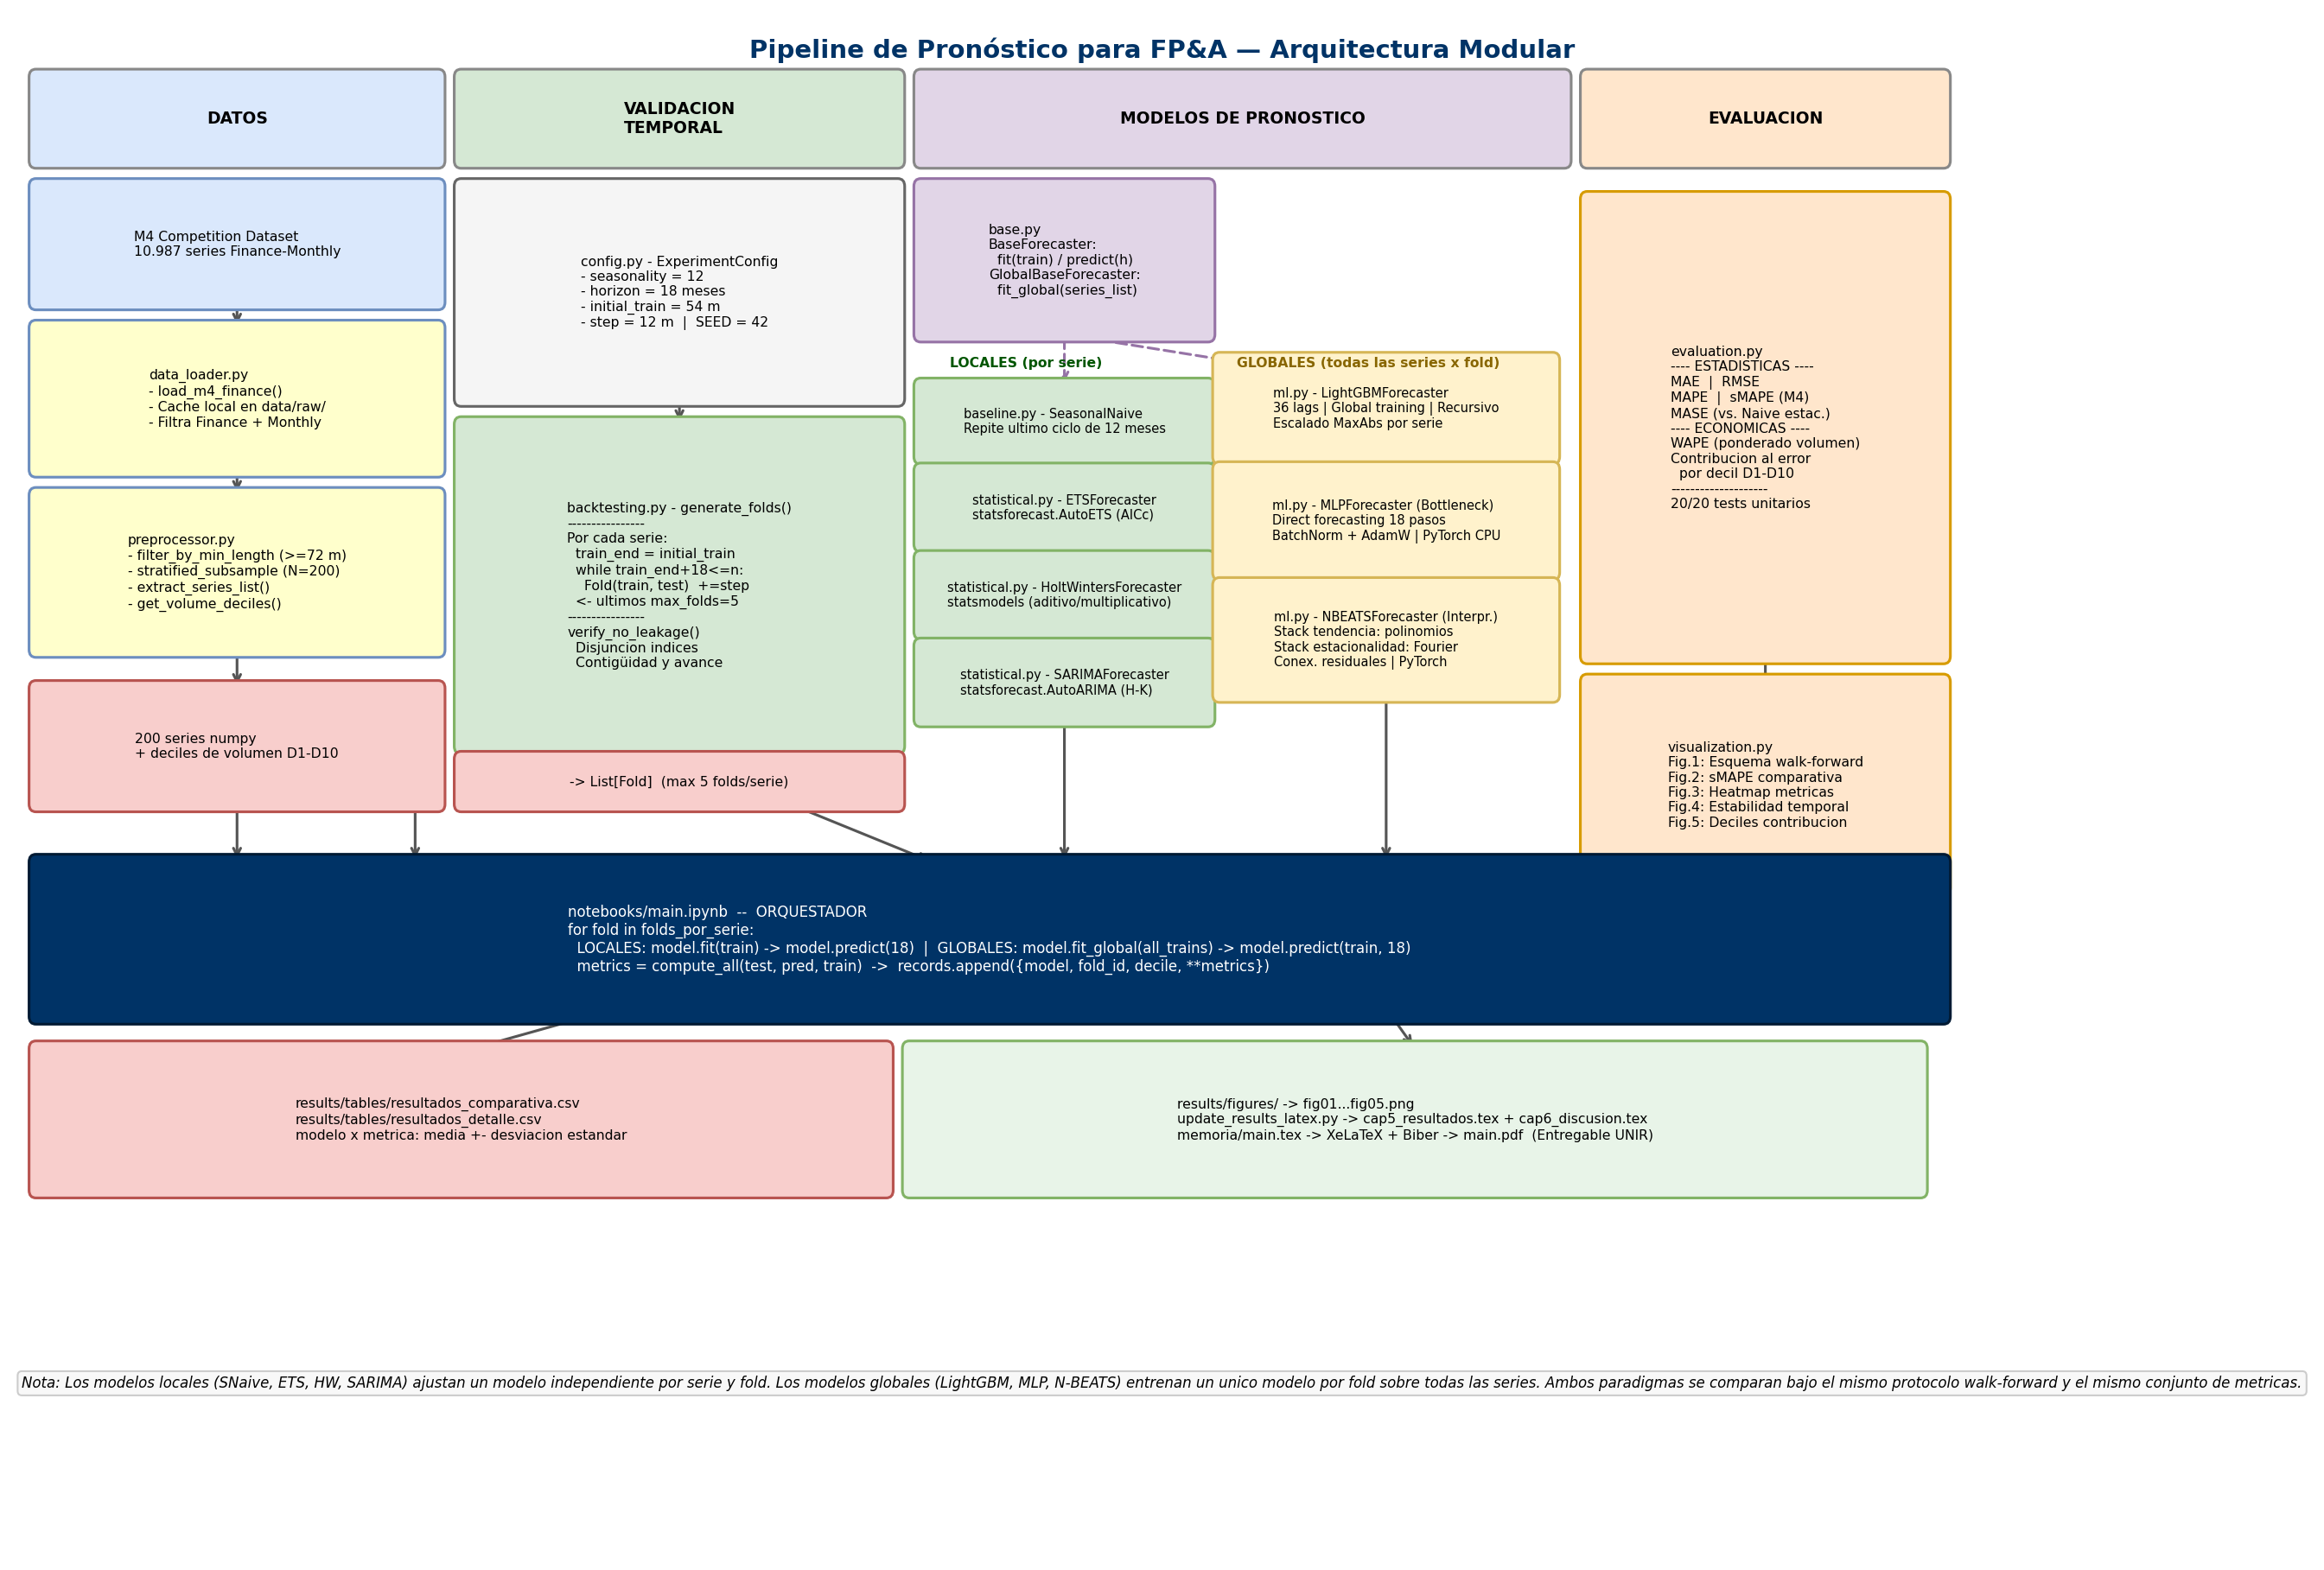 Pipeline de Pronóstico para FP&A — Arquitectura Modular
DATOS
VALIDACION
TEMPORAL
MODELOS DE PRONOSTICO
EVALUACION
M4 Competition Dataset
10.987 series Finance-Monthly
data_loader.py
- load_m4_finance()
- Cache local en data/raw/
- Filtra Finance + Monthly
preprocessor.py
- filter_by_min_length (>=72 m)
- stratified_subsample (N=200)
- extract_series_list()
- get_volume_deciles()
200 series numpy
+ deciles de volumen D1-D10
config.py - ExperimentConfig
- seasonality = 12
- horizon = 18 meses
- initial_train = 54 m
- step = 12 m  |  SEED = 42
backtesting.py - generate_folds()
----------------
Por cada serie:
  train_end = initial_train
  while train_end+18<=n:
    Fold(train, test)  +=step
  <- ultimos max_folds=5
----------------
verify_no_leakage()
  Disjuncion indices
  Contigüidad y avance
-> List[Fold]  (max 5 folds/serie)
base.py
BaseForecaster:
  fit(train) / predict(h)
GlobalBaseForecaster:
  fit_global(series_list)
LOCALES (por serie)
baseline.py - SeasonalNaive
Repite ultimo ciclo de 12 meses
statistical.py - ETSForecaster
statsforecast.AutoETS (AICc)
statistical.py - HoltWintersForecaster
statsmodels (aditivo/multiplicativo)
statistical.py - SARIMAForecaster
statsforecast.AutoARIMA (H-K)
GLOBALES (todas las series x fold)
ml.py - LightGBMForecaster
36 lags | Global training | Recursivo
Escalado MaxAbs por serie
ml.py - MLPForecaster (Bottleneck)
Direct forecasting 18 pasos
BatchNorm + AdamW | PyTorch CPU
ml.py - NBEATSForecaster (Interpr.)
Stack tendencia: polinomios
Stack estacionalidad: Fourier
Conex. residuales | PyTorch
evaluation.py
---- ESTADISTICAS ----
MAE  |  RMSE
MAPE  |  sMAPE (M4)
MASE (vs. Naive estac.)
---- ECONOMICAS ----
WAPE (ponderado volumen)
Contribucion al error
  por decil D1-D10
--------------------
20/20 tests unitarios
visualization.py
Fig.1: Esquema walk-forward
Fig.2: sMAPE comparativa
Fig.3: Heatmap metricas
Fig.4: Estabilidad temporal
Fig.5: Deciles contribucion
notebooks/main.ipynb  --  ORQUESTADOR
for fold in folds_por_serie:
  LOCALES: model.fit(train) -> model.predict(18)  |  GLOBALES: model.fit_global(all_trains) -> model.predict(train, 18)
  metrics = compute_all(test, pred, train)  ->  records.append({model, fold_id, decile, **metrics})
results/tables/resultados_comparativa.csv
results/tables/resultados_detalle.csv
modelo x metrica: media +- desviacion estandar
results/figures/ -> fig01...fig05.png
update_results_latex.py -> cap5_resultados.tex + cap6_discusion.tex
memoria/main.tex -> XeLaTeX + Biber -> main.pdf  (Entregable UNIR)
Nota: Los modelos locales (SNaive, ETS, HW, SARIMA) ajustan un modelo independiente por serie y fold. Los modelos globales (LightGBM, MLP, N-BEATS) entrenan un unico modelo por fold sobre todas las series. Ambos paradigmas se comparan bajo el mismo protocolo walk-forward y el mismo conjunto de metricas.